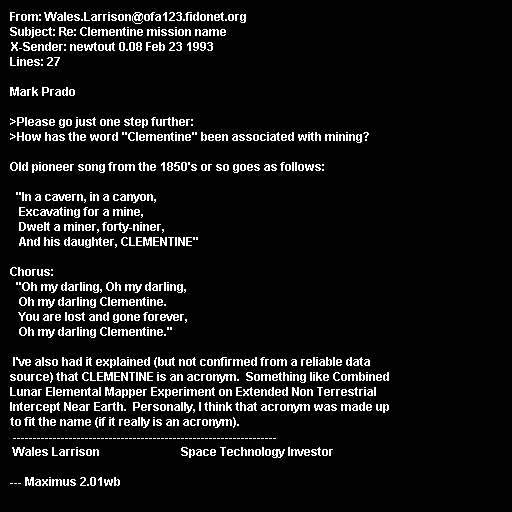 From: Wales.Larrison@ofa123.fidonet.org
Subject: Re: Clementine mission name
X-Sender: newtout 0.08 Feb 23 1993
Lines: 27

Mark Prado

>Please go just one step further:
>How has the word "Clementine" been associated with mining?

Old pioneer song from the 1850's or so goes as follows:

"In a cavern, in a canyon,
Excavating for a mine,
Dwelt a miner, forty-niner,
And his daughter, CLEMENTINE"

Chorus:
"Oh my darling, Oh my darling,
Oh my darling Clementine.
You are lost and gone forever,
Oh my darling Clementine."

I've also had it explained (but not confirmed from a reliable data
source) that CLEMENTINE is an acronym.  Something like Combined
Lunar Elemental Mapper Experiment on Extended Non Terrestrial
Intercept Near Earth.  Personally, I think that acronym was made up
to fit the name (if it really is an acronym).
------------------------------------------------------------------
Wales Larrison                          Space Technology Investor

--- Maximus 2.01wb